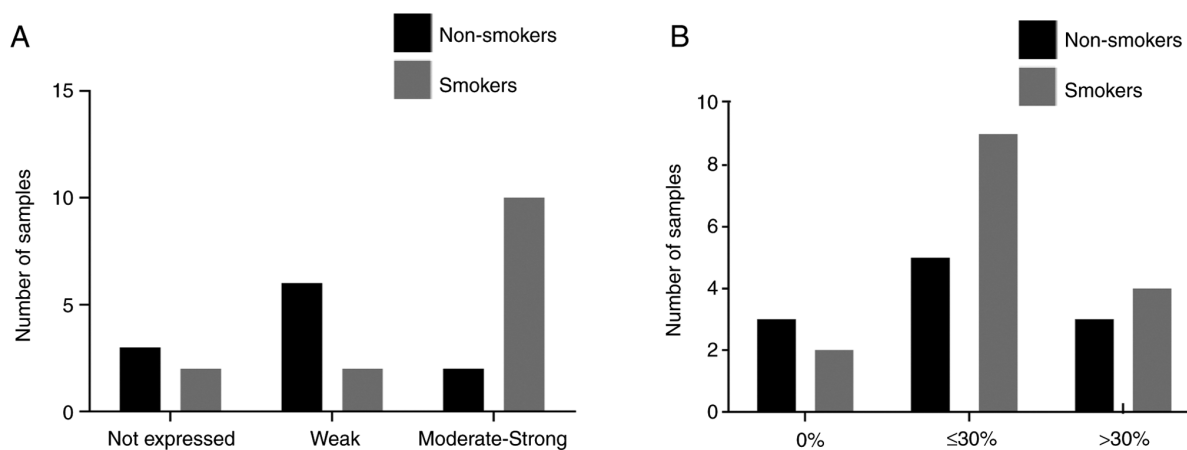 A
Non-smokers
Smokers
15
10
5
0
Number of samples
Not expressed
Weak
Moderate-Strong
B
Non-smokers
Smokers
10
8
6
4
2
0
Number of samples
0%
≤30%
>30%